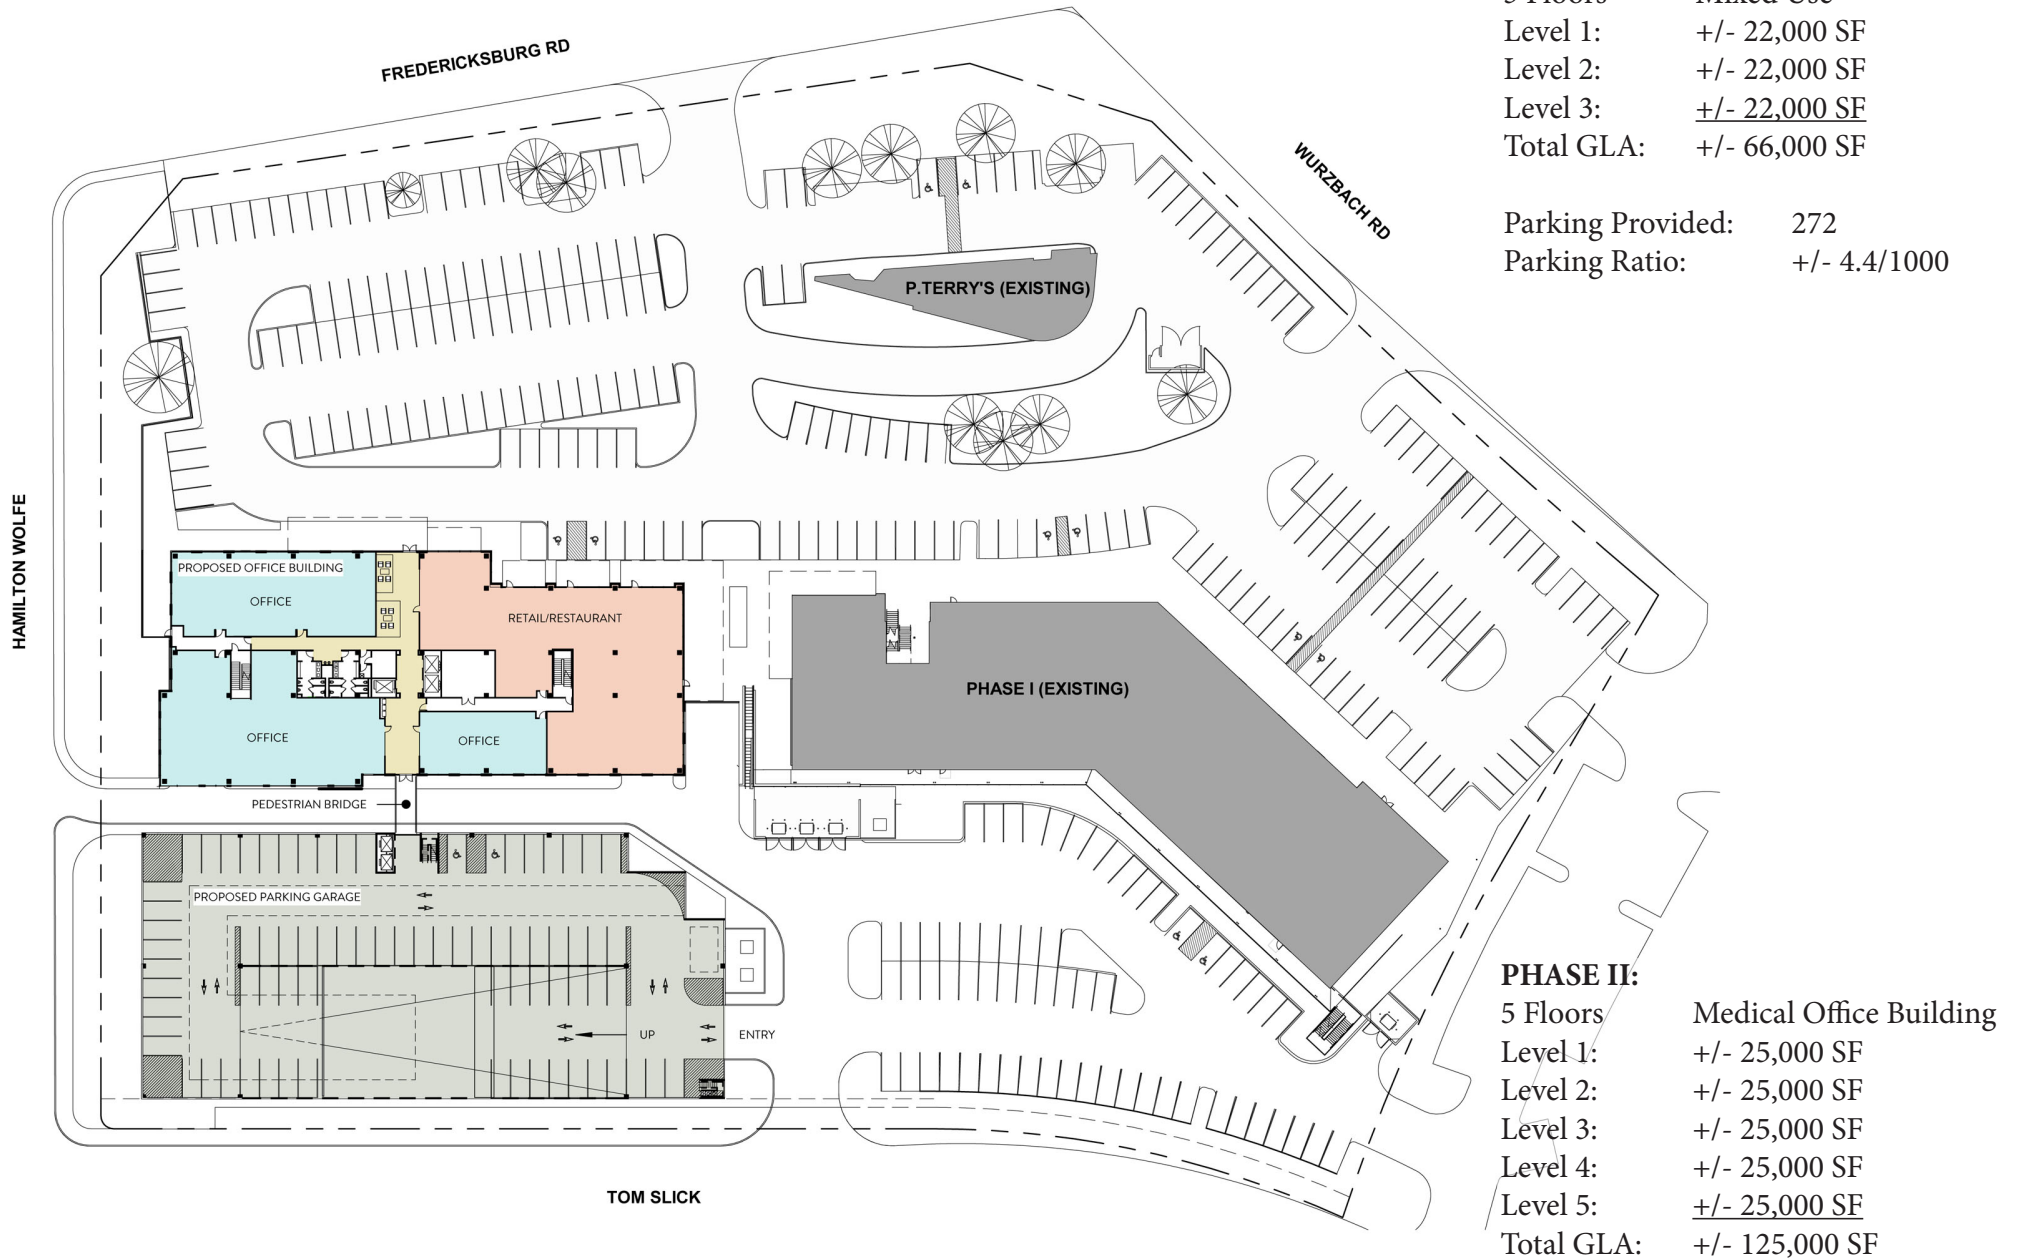 Level 1: +/- 22,000 SF
Level 2: +/- 22,000 SF
Level 3: +/- 22,000 SF
Total GLA: +/- 66,000 SF
Parking Provided: 272
Parking Ratio: +/- 4.4/1000
FREDERICKSBURG RD
WURZBACH RD
P.TERRY'S (EXISTING)
HAMILTON WOLFE
PROPOSED OFFICE BUILDING
OFFICE
RETAIL/RESTAURANT
PHASE I (EXISTING)
OFFICE
OFFICE
PEDESTRIAN BRIDGE
PROPOSED PARKING GARAGE
UP
ENTRY
TOM SLICK
PHASE II:
5 Floors Medical Office Building
Level 1: +/- 25,000 SF
Level 2: +/- 25,000 SF
Level 3: +/- 25,000 SF
Level 4: +/- 25,000 SF
Level 5: +/- 25,000 SF
Total GLA: +/- 125,000 SF